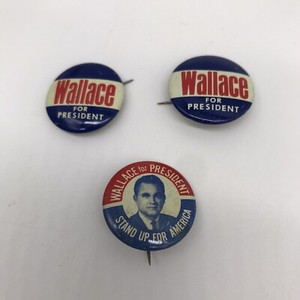 Wallace
FOR
PRESIDENT
Wallace
FOR
PRESIDENT
WALLACE for PRESIDENT
STAND UP FOR AMERICA